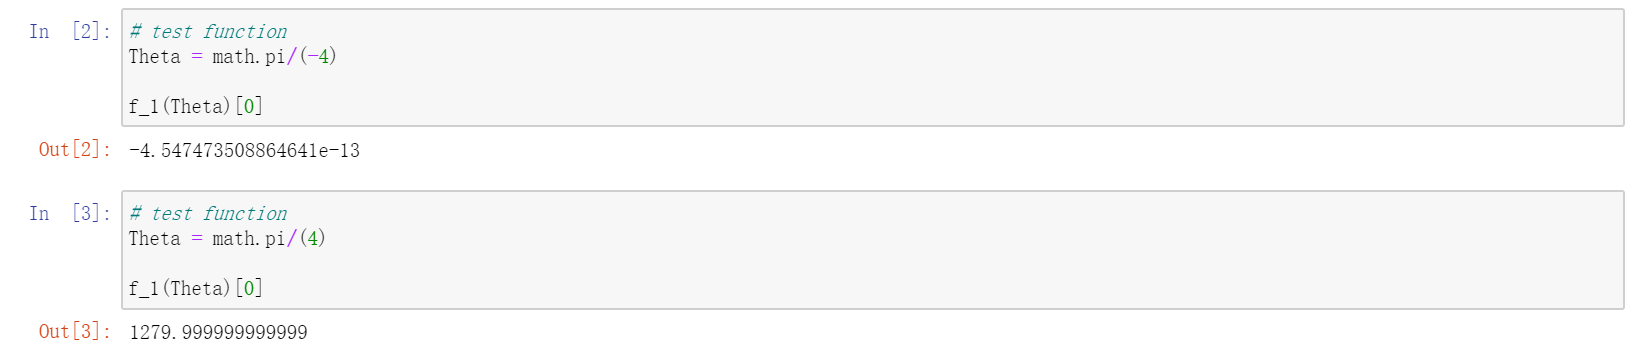 In [2]: # test function
Theta = math.pi/(-4)
f_1(Theta)[0]
Out[2]: -4.547473508864641e-13
In [3]: # test function
Theta = math.pi/(4)
f_1(Theta)[0]
Out[3]: 1279.999999999999